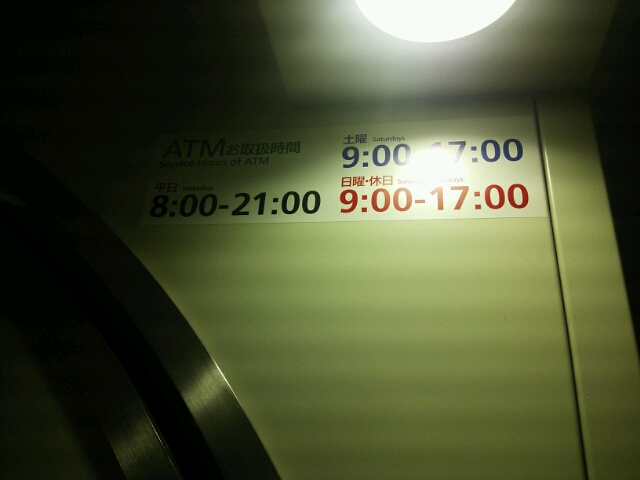 ATMお取扱時間
Service Hours of ATM
平日 Weekdays
8:00-21:00
土曜 Saturdays
9:00-17:00
日曜・休日
9:00-17:00